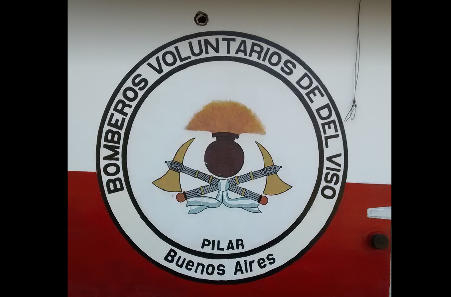 BOMBEROS VOLUNTARIOS DE DEL VISO
PILAR
Buenos Aires